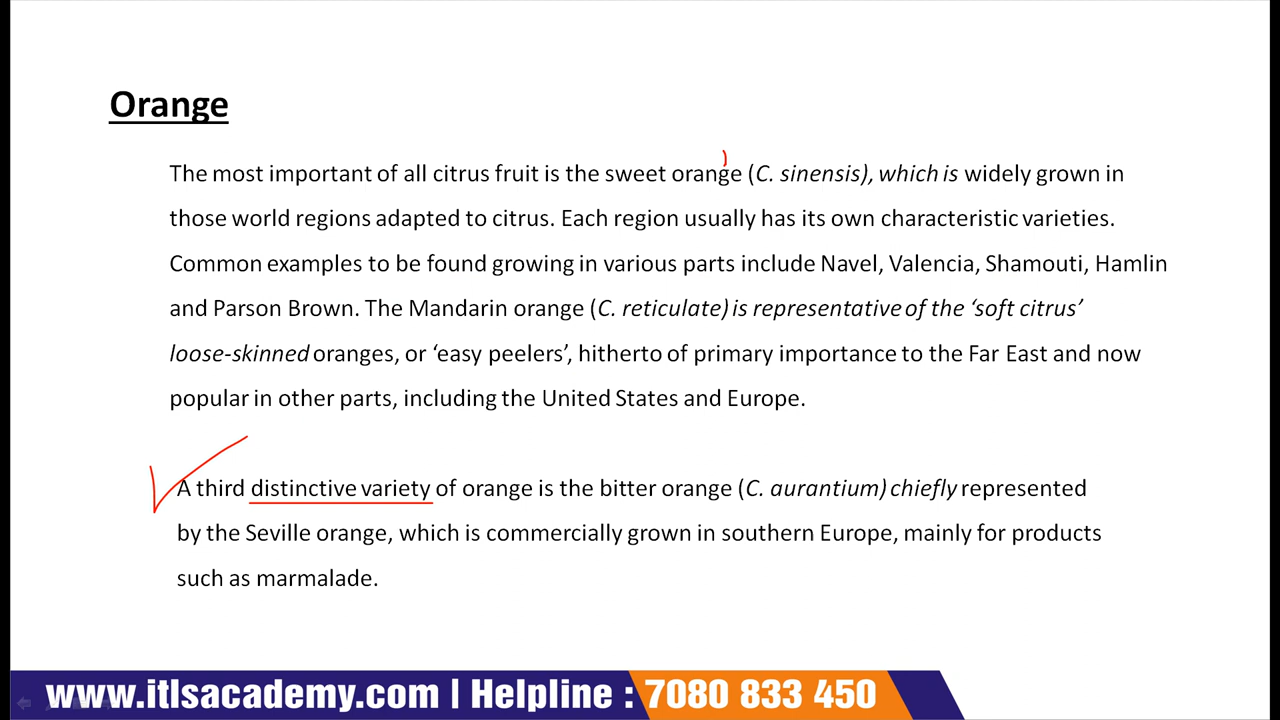 Orange
The most important of all citrus fruit is the sweet orange (C. sinensis), which is widely grown in
those world regions adapted to citrus. Each region usually has its own characteristic varieties.
Common examples to be found growing in various parts include Navel, Valencia, Shamouti, Hamlin
and Parson Brown. The Mandarin orange (C. reticulate) is representative of the ‘soft citrus’
loose-skinned oranges, or ‘easy peelers’, hitherto of primary importance to the Far East and now
popular in other parts, including the United States and Europe.
A third distinctive variety of orange is the bitter orange (C. aurantium) chiefly represented
by the Seville orange, which is commercially grown in southern Europe, mainly for products
such as marmalade.
www.itlsacademy.com | Helpline : 7080 833 450